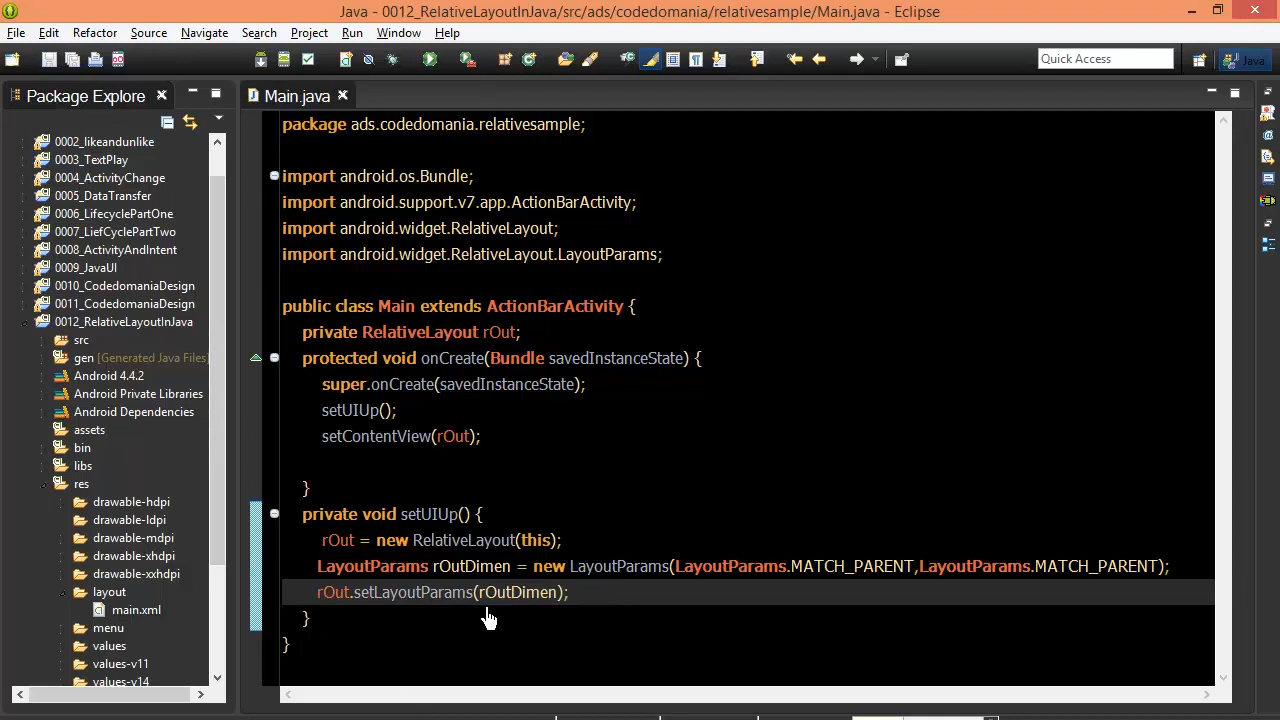 Java - 0012_RelativeLayoutInJava/src/ads/codedomania/relativesample/Main.java - Eclipse
File Edit Refactor Source Navigate Search Project Run Window Help
Quick Access
Java
Package Explore
Main.java
0002_likeandunlike
0003_TextPlay
0004_ActivityChange
0005_DataTransfer
0006_LifecyclePartOne
0007_LiefCyclePartTwo
0008_ActivityAndIntent
0009_JavaUI
0010_CodedomaniaDesign
0011_CodedomaniaDesign
0012_RelativeLayoutInJava
src
gen [Generated Java Files]
Android 4.4.2
Android Private Libraries
Android Dependencies
assets
bin
libs
res
drawable-hdpi
drawable-ldpi
drawable-mdpi
drawable-xhdpi
drawable-xxhdpi
layout
main.xml
menu
values
values-v11
values-v14
package ads.codedomania.relativesample;
import android.os.Bundle;
import android.support.v7.app.ActionBarActivity;
import android.widget.RelativeLayout;
import android.widget.RelativeLayout.LayoutParams;
public class Main extends ActionBarActivity {
private RelativeLayout rOut;
protected void onCreate(Bundle savedInstanceState) {
super.onCreate(savedInstanceState);
setUIUp();
setContentView(rOut);
}
private void setUIUp() {
rOut = new RelativeLayout(this);
LayoutParams rOutDimen = new LayoutParams(LayoutParams.MATCH_PARENT,LayoutParams.MATCH_PARENT);
rOut.setLayoutParams(rOutDimen);
}
}